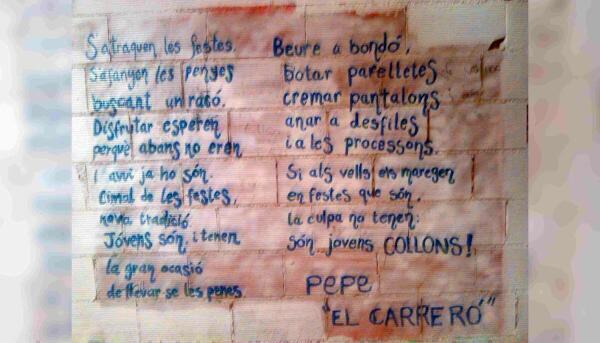 S'atraquen les festes.
S'afanyen les penyes
buscant un racó.
Disfrutar esperen
perquè abans no eren
i avui ja ho són.
Cimal de les festes,
nova tradició.
Jóvens són, i tenen
la gran ocasió
de llevar-se les penes.
Beure a bondó,
botar parelletes
cremar pantalons
anar a desfiles
i a les processons.
Si als vells els maregen
en festes que són,
la culpa no tenen:
són jovens COLLONS!
PEPE
"EL CARRERÓ"